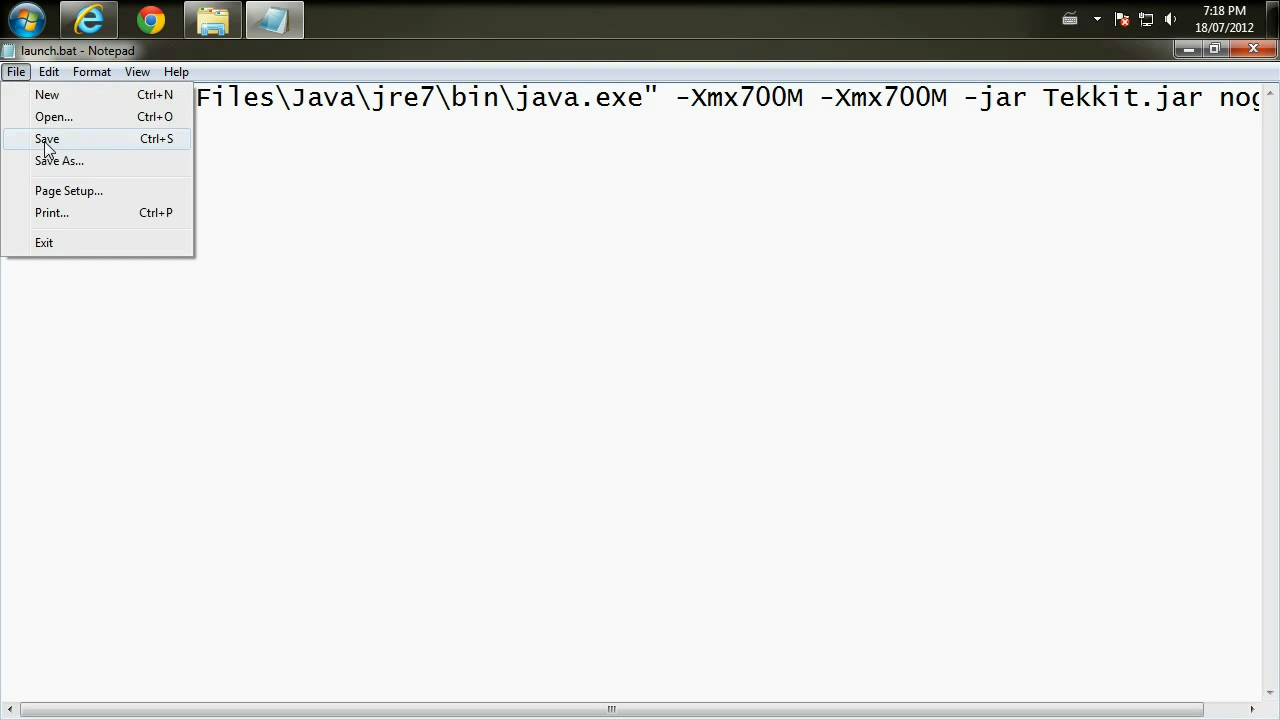 7:18 PM
18/07/2012
launch.bat - Notepad
File Edit Format View Help
Files\Java\jre7\bin\java.exe" -Xmx700M -Xmx700M -jar Tekkit.jar nog
New Ctrl+N
Open... Ctrl+O
Save Ctrl+S
Save As...
Page Setup...
Print... Ctrl+P
Exit